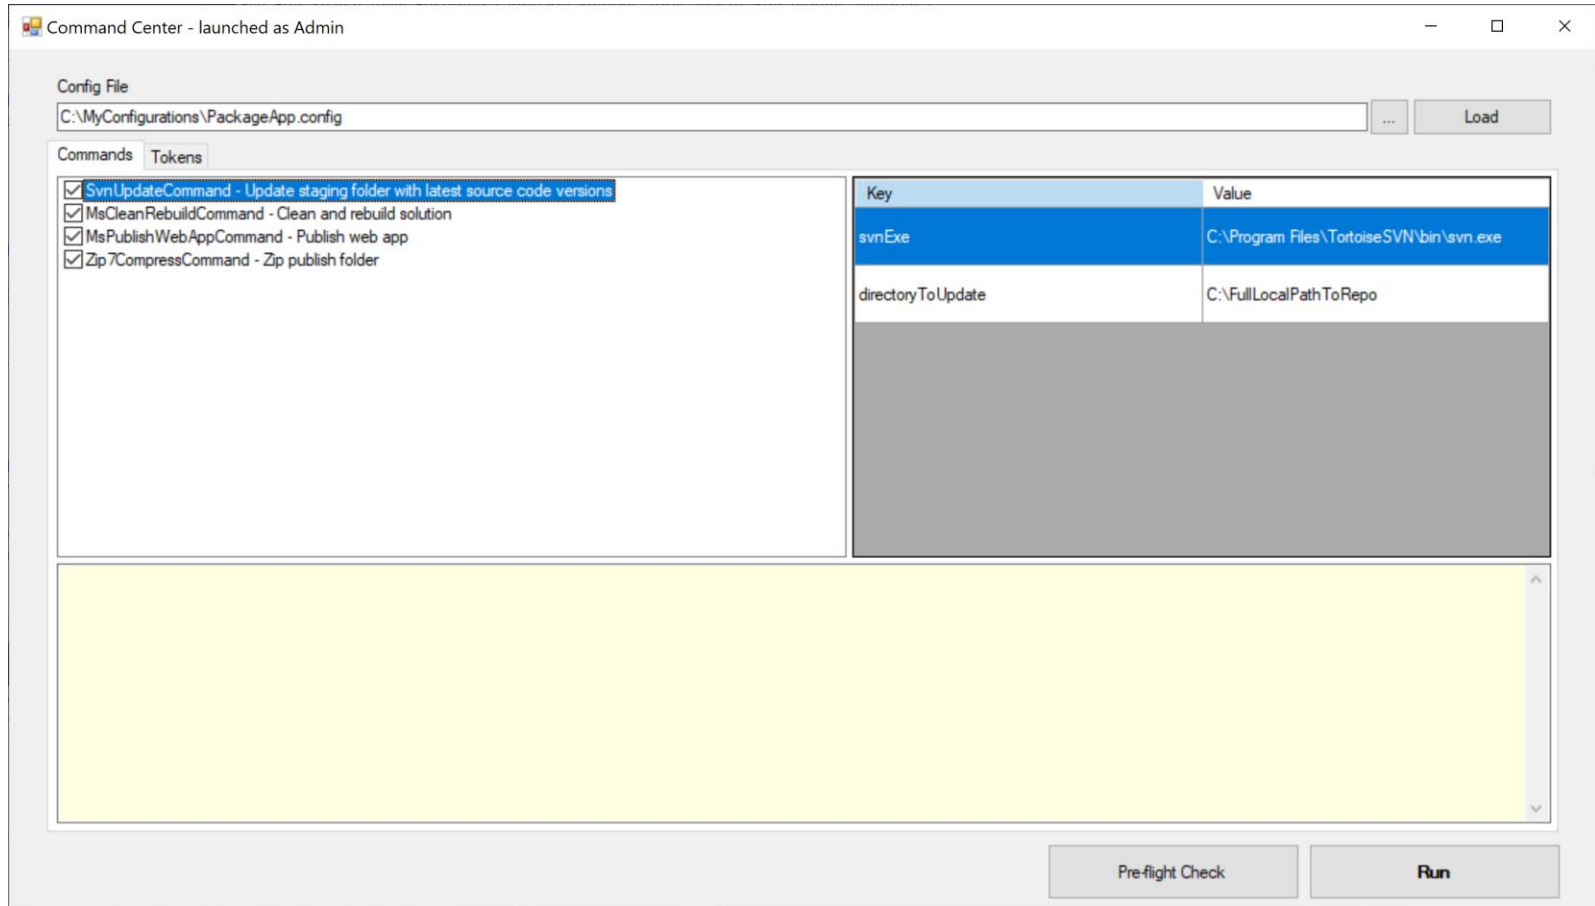 Command Center - launched as Admin
Config File
C:\MyConfigurations\PackageApp.config
...
Load
Commands
Tokens
SvnUpdateCommand - Update staging folder with latest source code versions
MsCleanRebuildCommand - Clean and rebuild solution
MsPublishWebAppCommand - Publish web app
Zip7CompressCommand - Zip publish folder
Key Value
svnExe C:\Program Files\TortoiseSVN\bin\svn.exe
directoryToUpdate C:\FullLocalPathToRepo
Pre-flight Check
Run